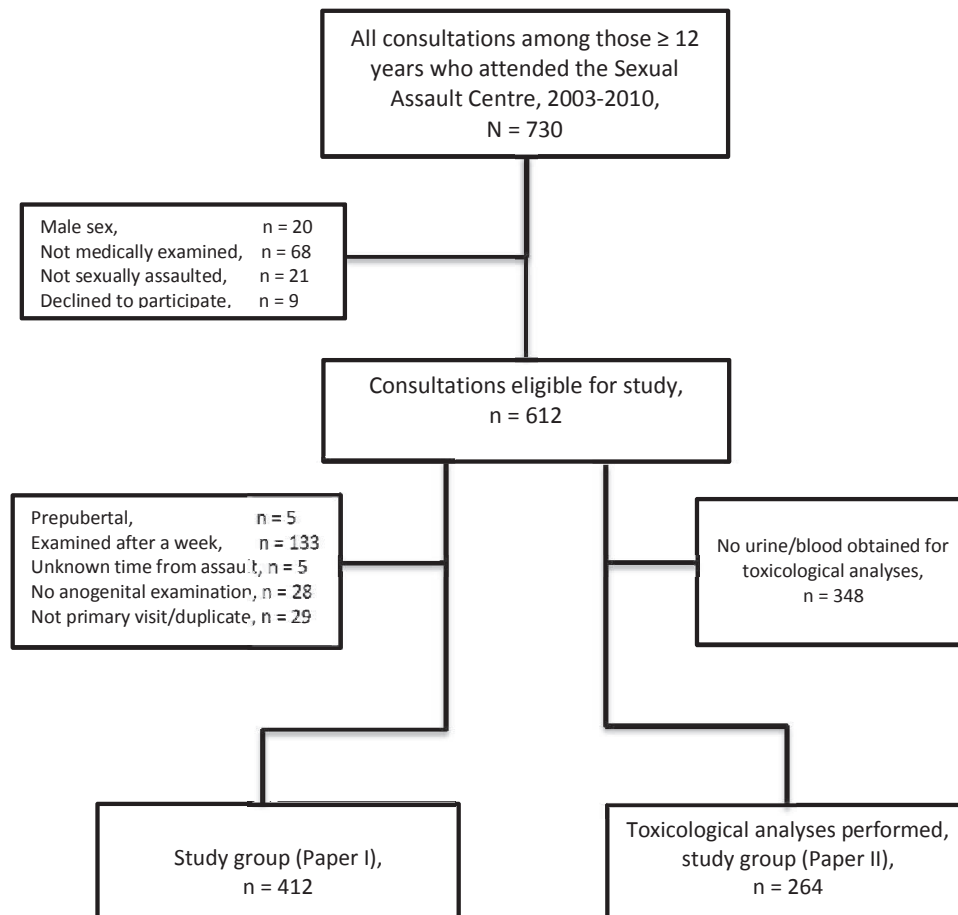 All consultations among those ≥ 12
years who attended the Sexual
Assault Centre, 2003-2010,
N = 730
Male sex, n = 20
Not medically examined, n = 68
Not sexually assaulted, n = 21
Declined to participate, n = 9
Consultations eligible for study,
n = 612
Prepubertal, n = 5
Examined after a week, n = 133
Unknown time from assault, n = 5
No anogenital examination, n = 28
Not primary visit/duplicate, n = 29
No urine/blood obtained for
toxicological analyses,
n = 348
Study group (Paper I),
n = 412
Toxicological analyses performed,
study group (Paper II),
n = 264